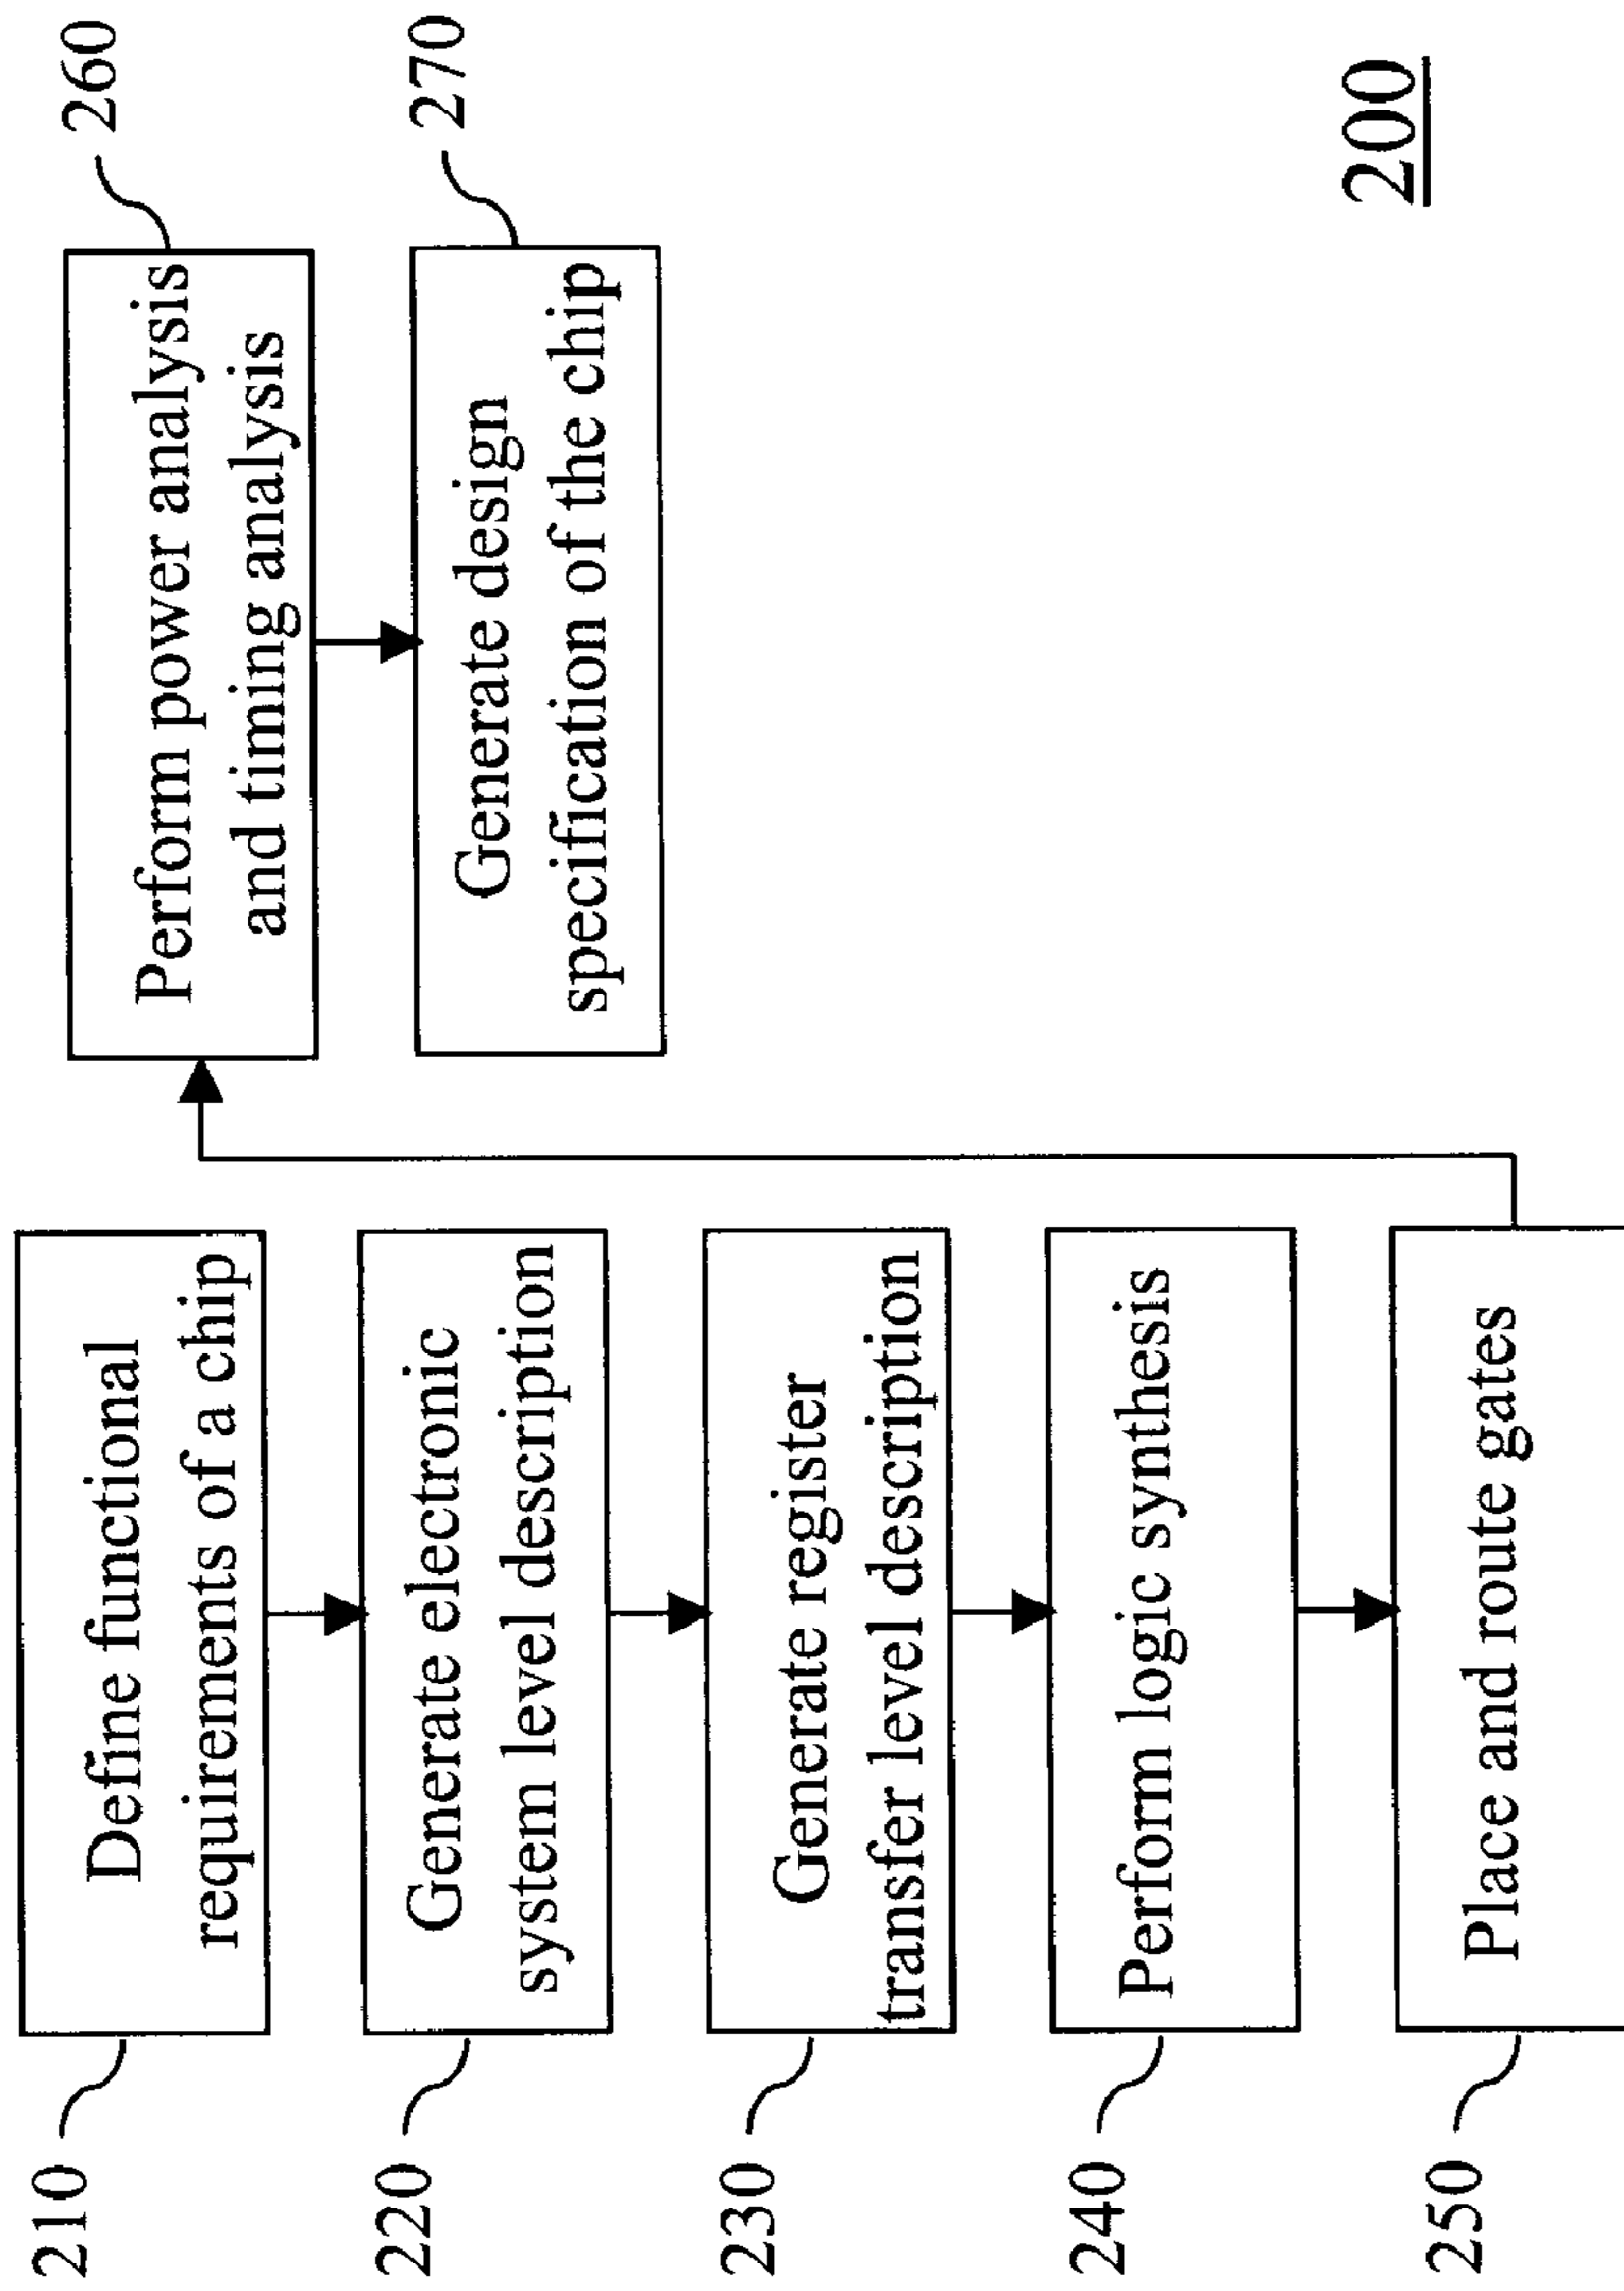 210
Define functional
requirements of a chip
220
Generate electronic
system level description
230
Generate register
transfer level description
240
Perform logic synthesis
250
Place and route gates
Perform power analysis
and timing analysis
260
Generate design
specification of the chip
270
200